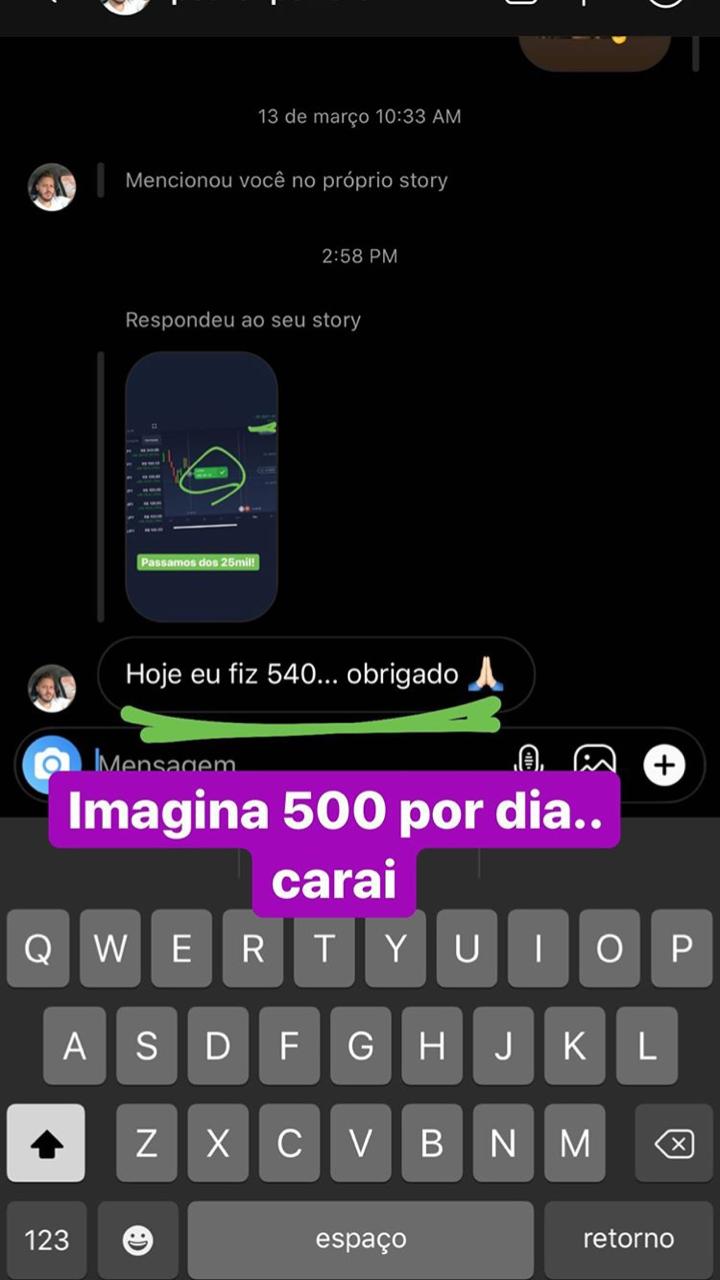 13 de março 10:33 AM
Mencionou você no próprio story
2:58 PM
Respondeu ao seu story
Passamos dos 25mil!
Hoje eu fiz 540... obrigado 🙏🏻
Mensagem
Imagina 500 por dia..
carai
Q W E R T Y U I O P
A S D F G H J K L
Z X C V B N M
123 espaço retorno